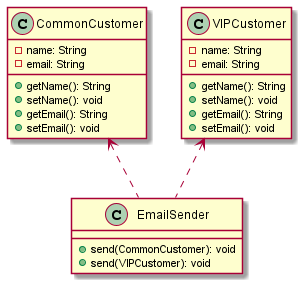 C CommonCustomer
name: String
email: String
getName(): String
setName(): void
getEmail(): String
setEmail(): void
C VIPCustomer
name: String
email: String
getName(): String
setName(): void
getEmail(): String
setEmail(): void
C EmailSender
send(CommonCustomer): void
send(VIPCustomer): void